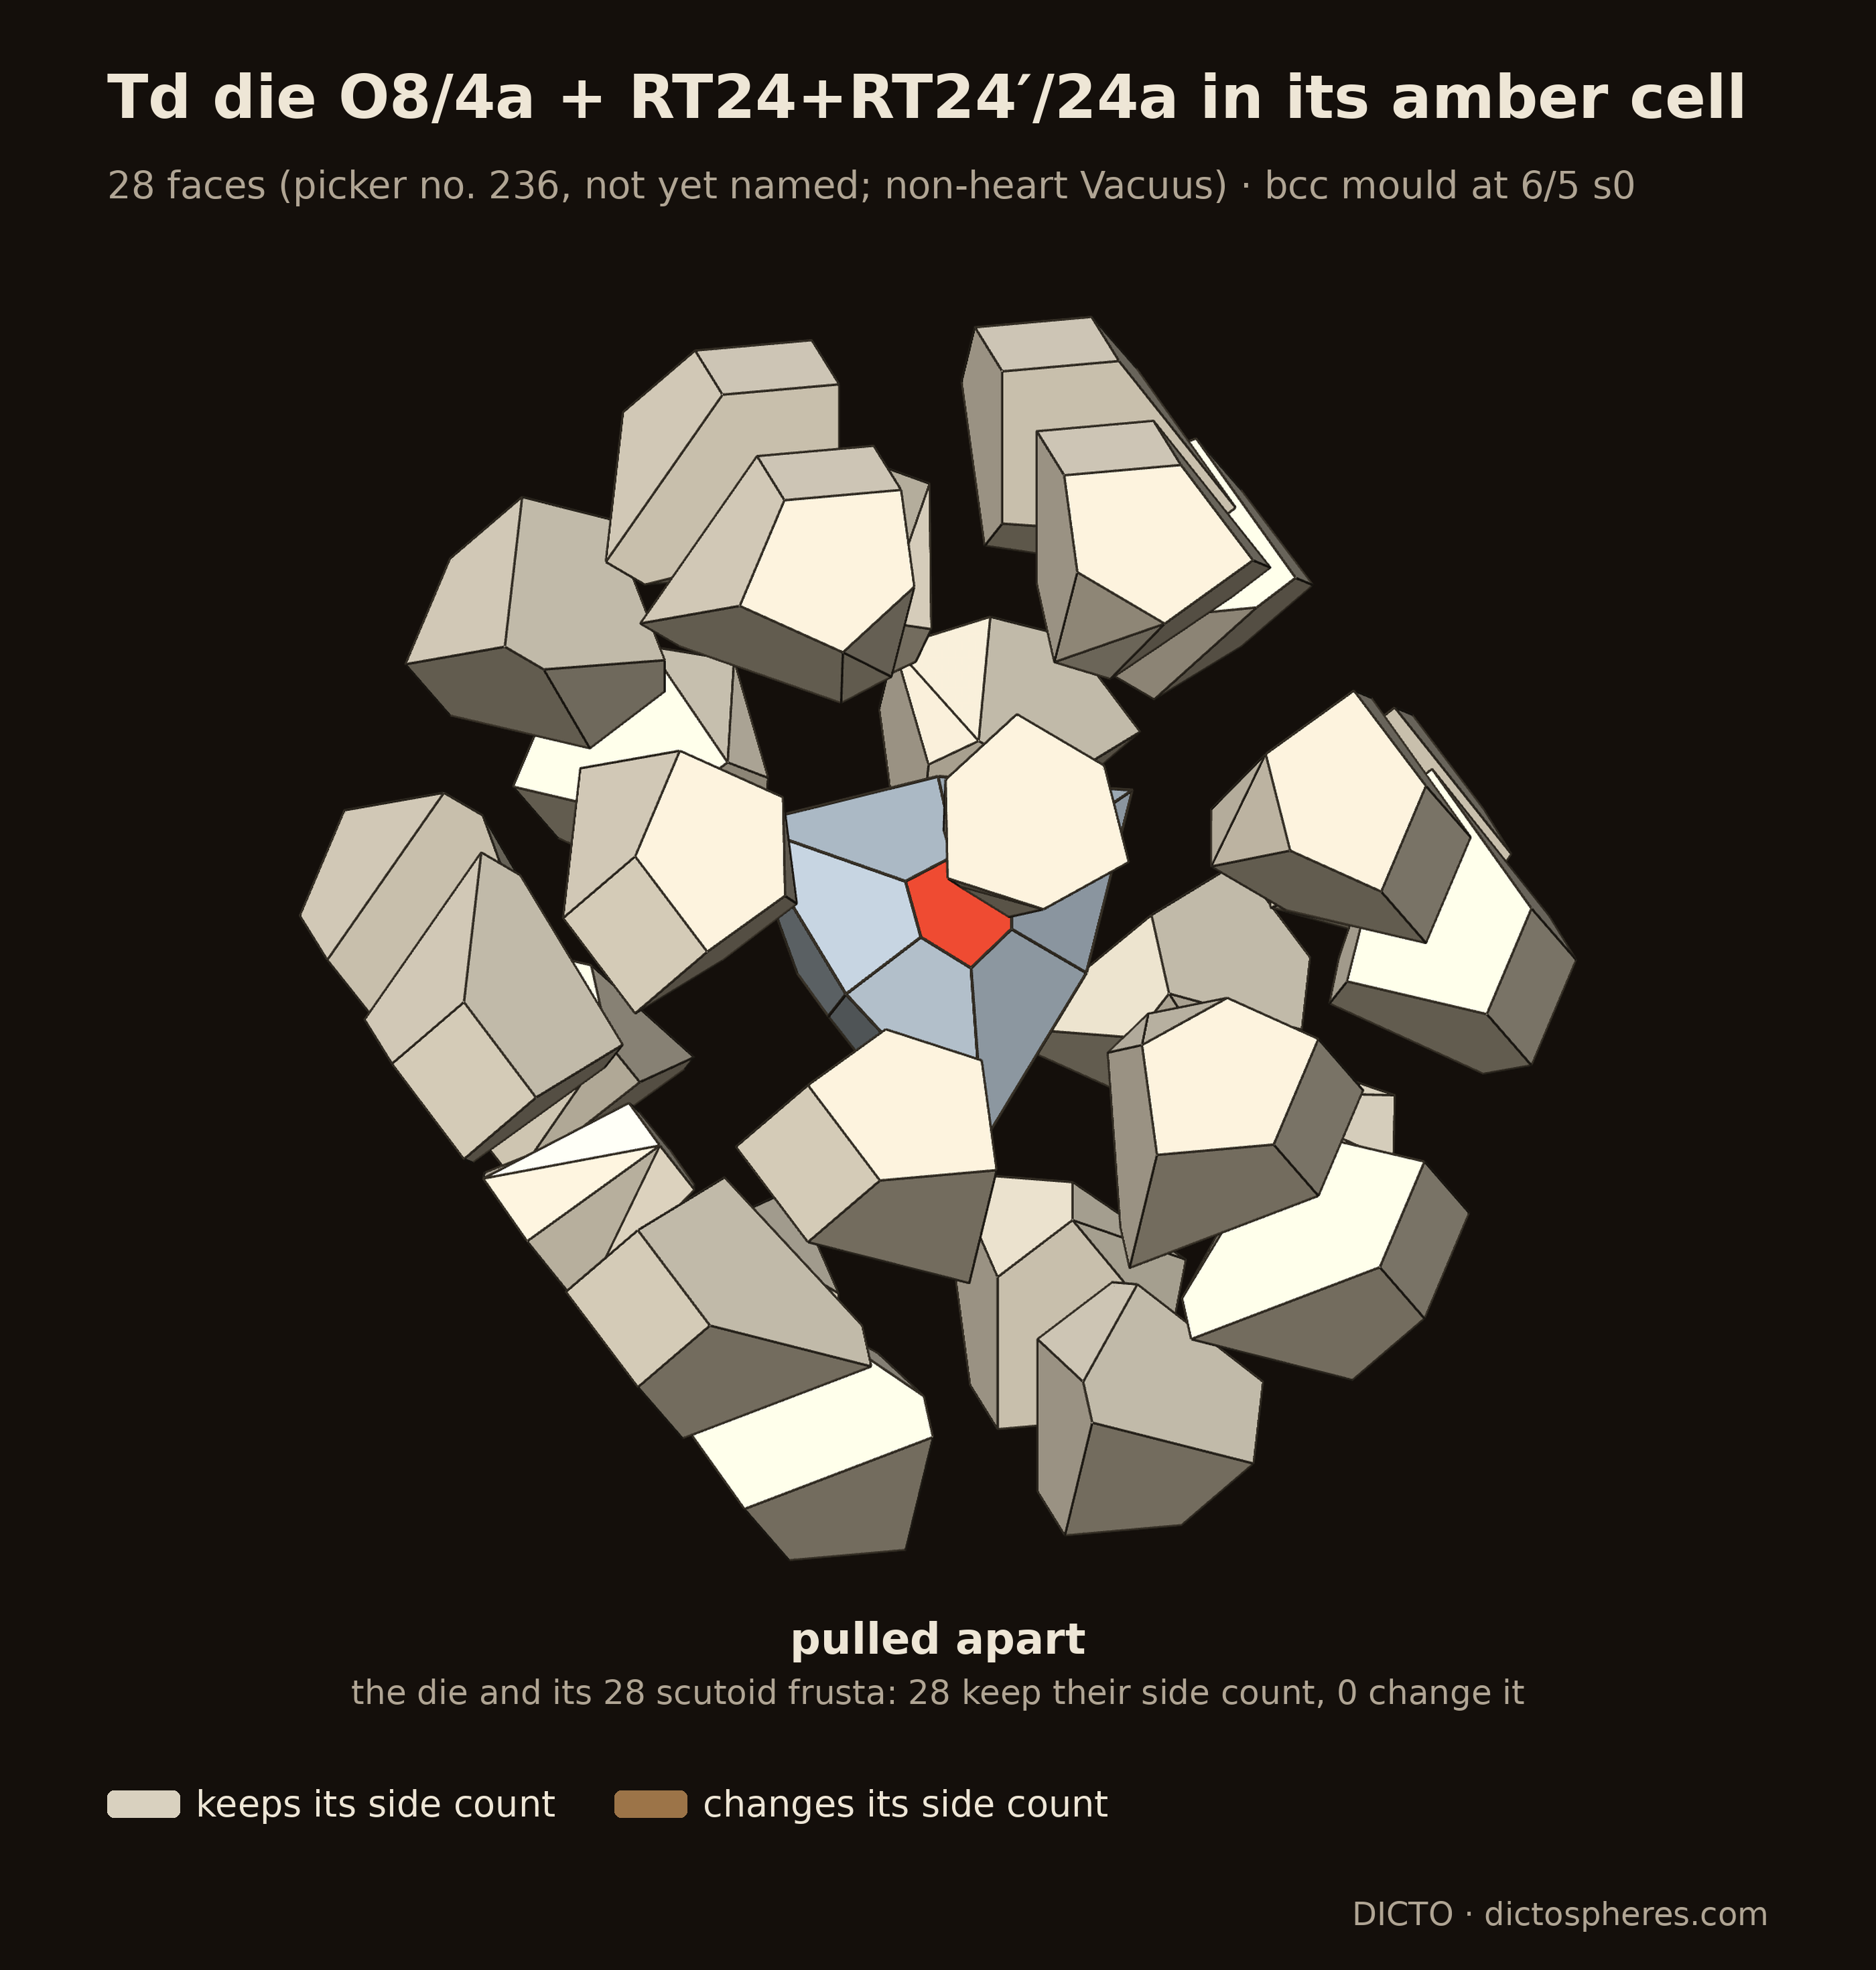 Td die O8/4a + RT24+RT24′/24a in its amber cell
28 faces (picker no. 236, not yet named; non-heart Vacuus) · bcc mould at 6/5 s0
pulled apart
the die and its 28 scutoid frusta: 28 keep their side count, 0 change it
keeps its side count
changes its side count
DICTO · dictospheres.com